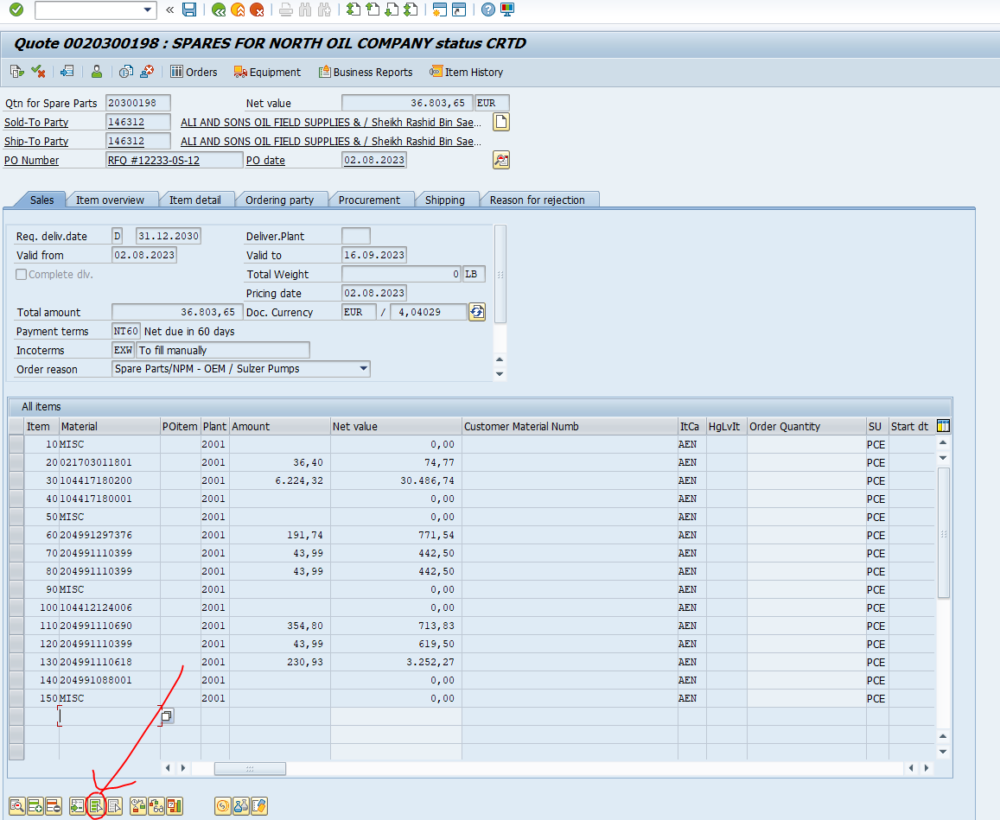 Quote 0020300198 : SPARES FOR NORTH OIL COMPANY status CRTD
Orders Equipment Business Reports Item History
Qtn for Spare Parts 20300198 Net value 36.803,65 EUR
Sold-To Party 146312 ALI AND SONS OIL FIELD SUPPLIES & / Sheikh Rashid Bin Sae...
Ship-To Party 146312 ALI AND SONS OIL FIELD SUPPLIES & / Sheikh Rashid Bin Sae...
PO Number RFQ #12233-0S-12 PO date 02.08.2023
Sales Item overview Item detail Ordering party Procurement Shipping Reason for rejection
Req. deliv.date D 31.12.2030 Deliver.Plant
Valid from 02.08.2023 Valid to 16.09.2023
Complete dlv. Total Weight 0 LB
Pricing date 02.08.2023
Total amount 36.803,65 Doc. Currency EUR / 4,04029
Payment terms NT60 Net due in 60 days
Incoterms EXW To fill manually
Order reason Spare Parts/NPM - OEM / Sulzer Pumps
All items
Item Material POitem Plant Amount Net value Customer Material Numb ItCa HgLvIt Order Quantity SU Start dt
10 MISC 2001 0,00 AEN PCE
20 021703011801 2001 36,40 74,77 AEN PCE
30 104417180200 2001 6.224,32 30.486,74 AEN PCE
40 104417180001 2001 0,00 AEN PCE
50 MISC 2001 0,00 AEN PCE
60 204991297376 2001 191,74 771,54 AEN PCE
70 204991110399 2001 43,99 442,50 AEN PCE
80 204991110399 2001 43,99 442,50 AEN PCE
90 MISC 2001 0,00 AEN PCE
100 104412124006 2001 0,00 AEN PCE
110 204991110690 2001 354,80 713,83 AEN PCE
120 204991110399 2001 43,99 619,50 AEN PCE
130 204991110618 2001 230,93 3.252,27 AEN PCE
140 204991088001 2001 0,00 AEN PCE
150 MISC 2001 0,00 AEN PCE